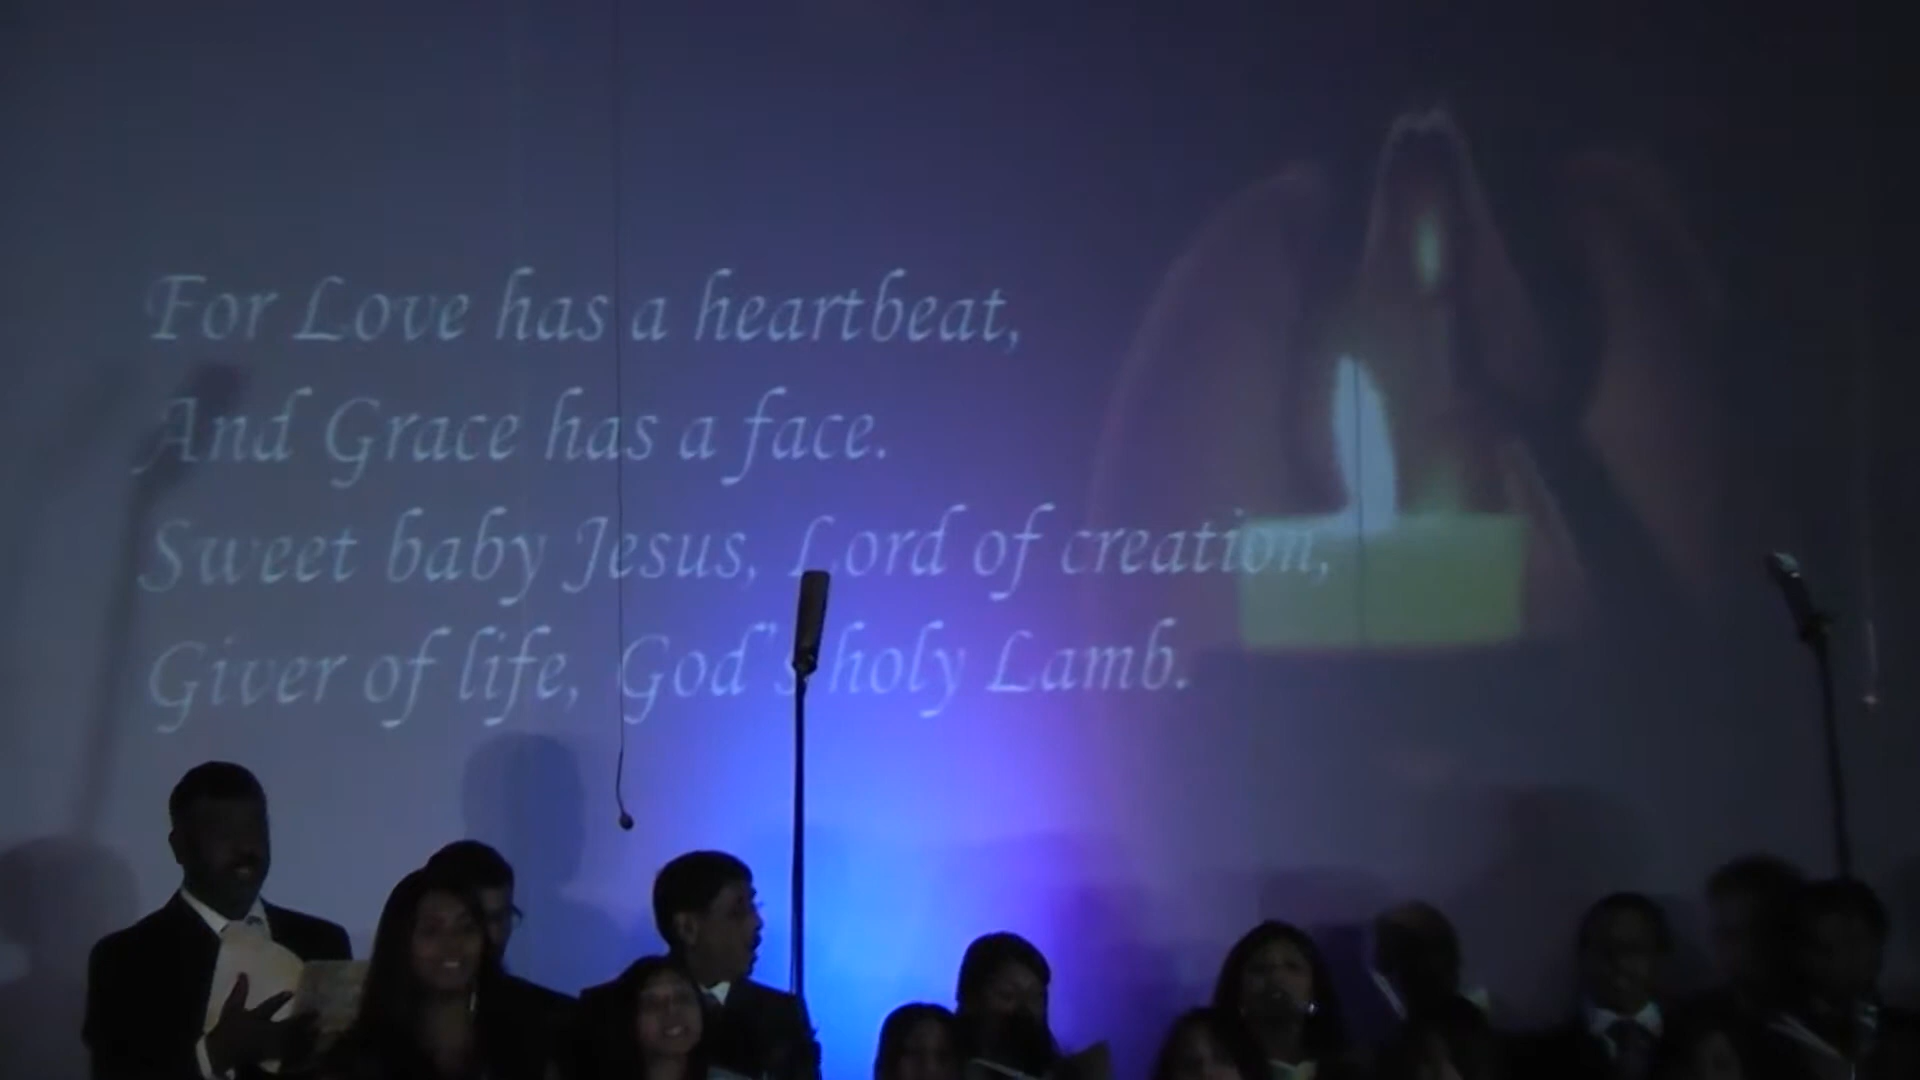 For Love has a heartbeat,
And Grace has a face.
Sweet baby Jesus, Lord of creation,
Giver of life, God's holy Lamb.